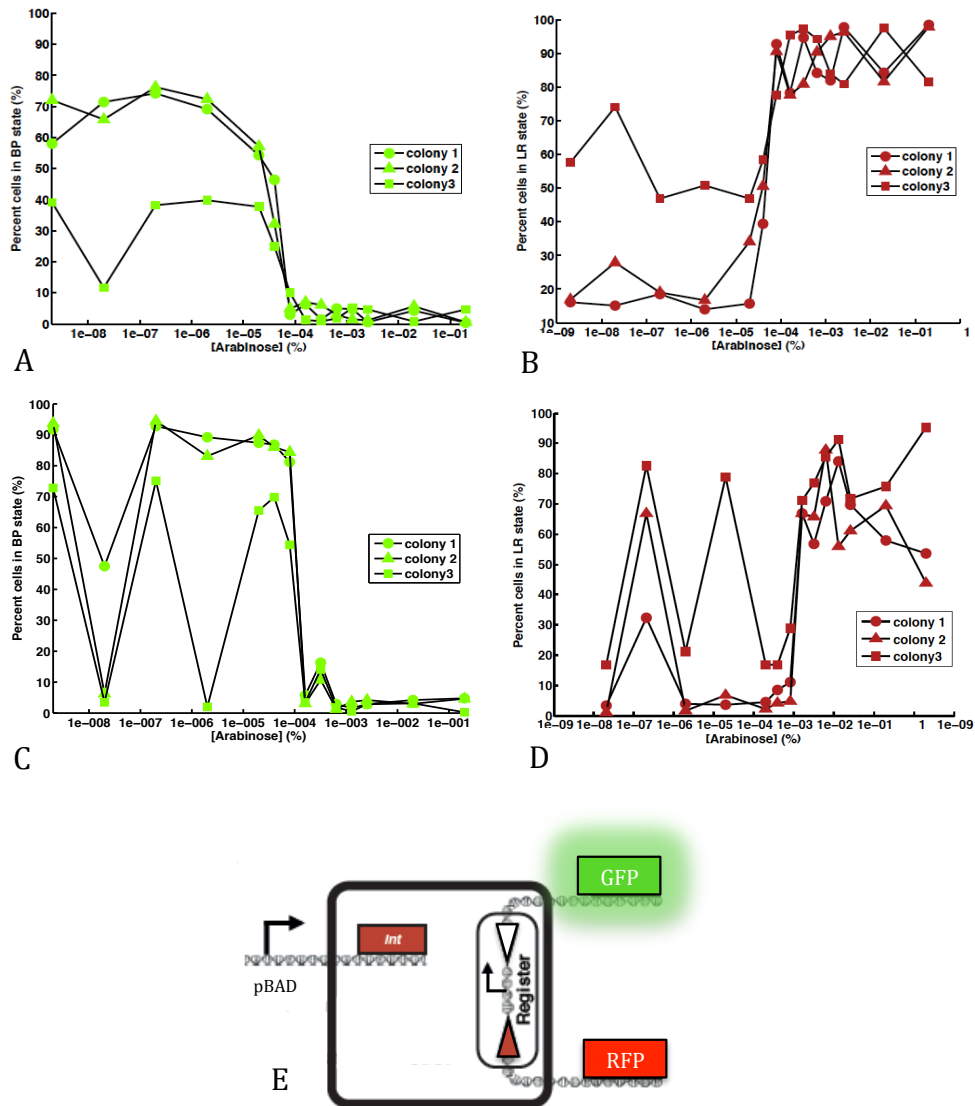 Percent cells in BP state (%)
100
90
80
70
60
50
40
30
20
10
0
colony 1
colony 2
colony3
1e−08 1e−07 1e−06 1e−05 1e−04 1e−03 1e−02 1e−01
[Arabinose] (%)
A
Percent cells in LR state (%)
100
90
80
70
60
50
40
30
20
10
colony 1
colony 2
colony3
1e−09 1e−08 1e−07 1e−06 1e−05 1e−04 1e−03 1e−02 1e−01 1
[Arabinose] (%)
B
Percent cells in BP state (%)
100
90
80
70
60
50
40
30
20
10
0
colony 1
colony 2
colony3
1e−008 1e−007 1e−06 1e−05 1e−04 1e−003 1e−02 1e−01
[Arabinose] (%)
C
Percent cells in LR state (%)
100
90
80
70
60
50
40
30
20
10
0
colony 1
colony 2
colony3
1e−09 1e−08 1e−07 1e−06 1e−05 1e−04 1e−03 1e−02 1e−01 1 1e−09
[Arabinose] (%)
D
GFP
Int
pBAD
Register
RFP
E